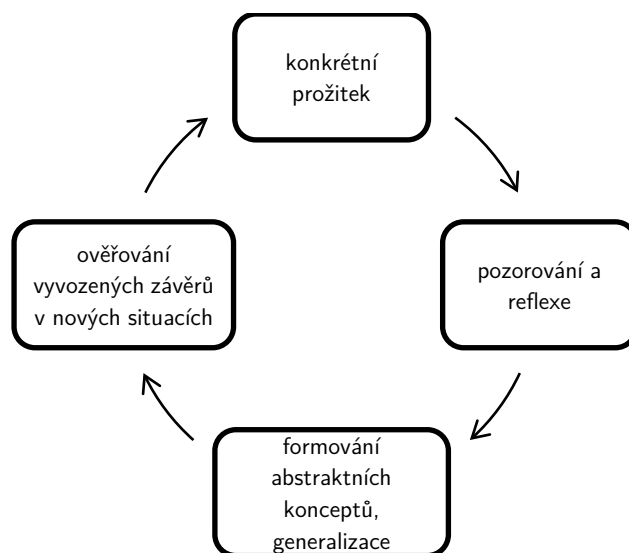 konkrétní
prožitek
pozorování a
reflexe
formování
abstraktních
konceptů,
generalizace
ověřování
vyvozených závěrů
v nových situacích